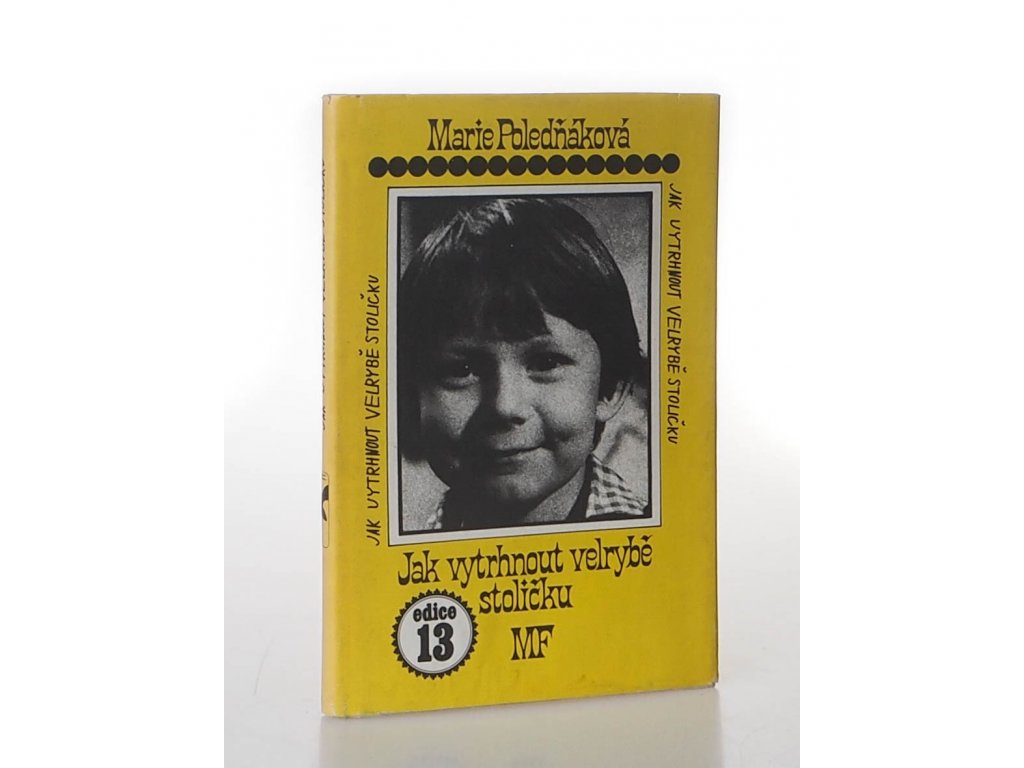 Marie Poledňáková
JAK VYTRHNOUT VELRYBĚ STOLIČKU
JAK VYTRHNOUT VELRYBĚ STOLIČKU
Jak vytrhnout velrybě
stoličku
edice
13
MF